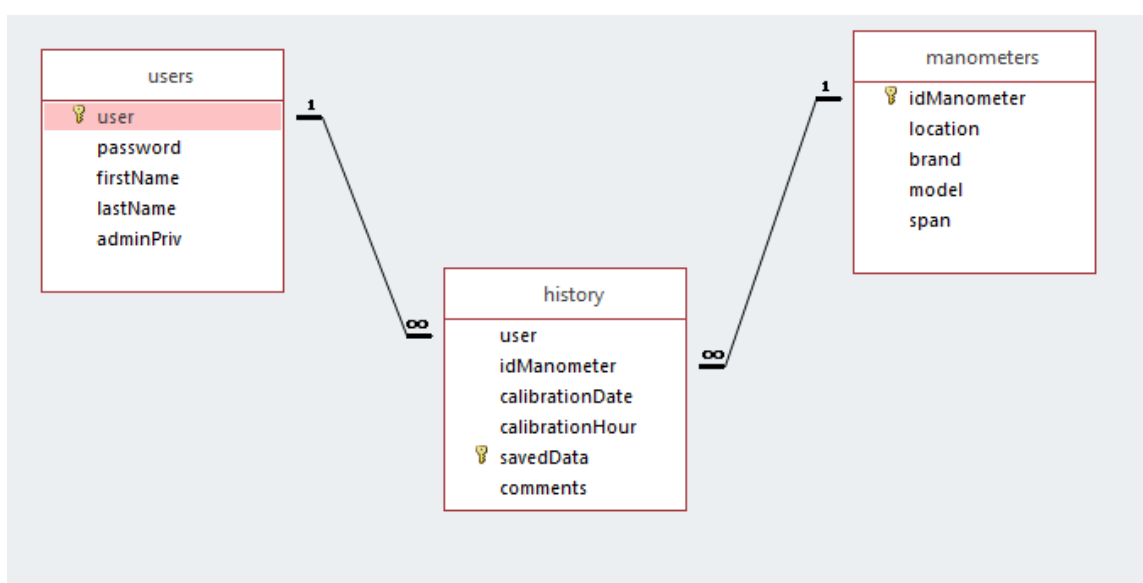 users
user
password
firstName
lastName
adminPriv
1
∞
history
user
idManometer
calibrationDate
calibrationHour
savedData
comments
∞
1
manometers
idManometer
location
brand
model
span